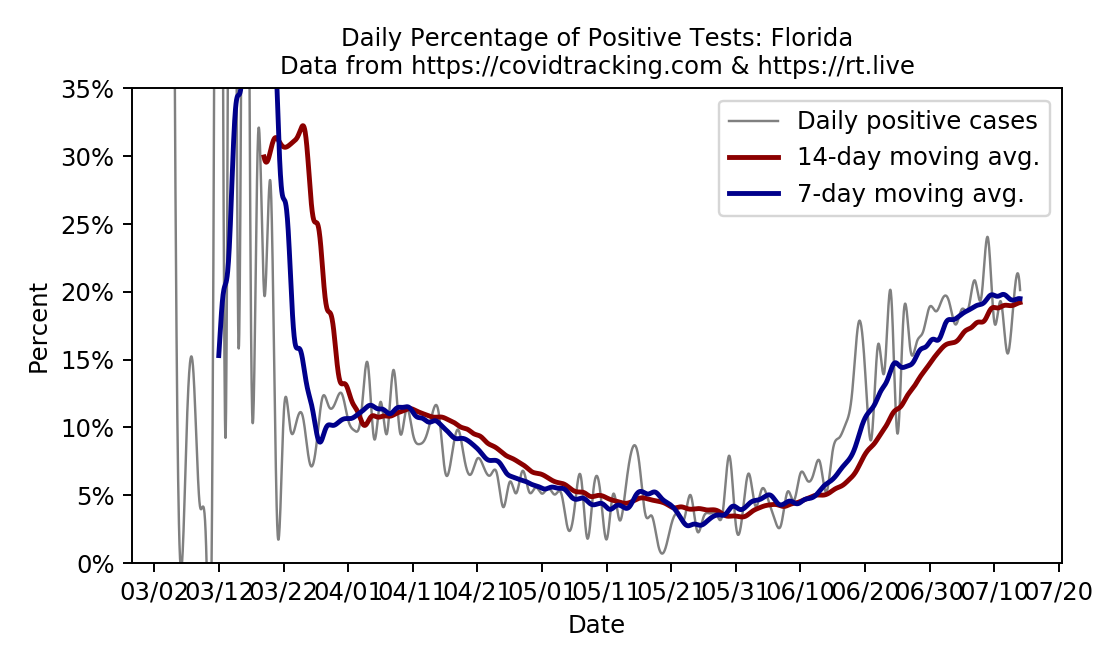 Daily Percentage of Positive Tests: Florida
Data from https://covidtracking.com & https://rt.live
35%
30%
25%
20%
15%
10%
5%
0%
Percent
Daily positive cases
14-day moving avg.
7-day moving avg.
03/02 03/12 03/22 04/01 04/11 04/21 05/01 05/11 05/21 05/31 06/10 06/20 06/30 07/10 07/20
Date